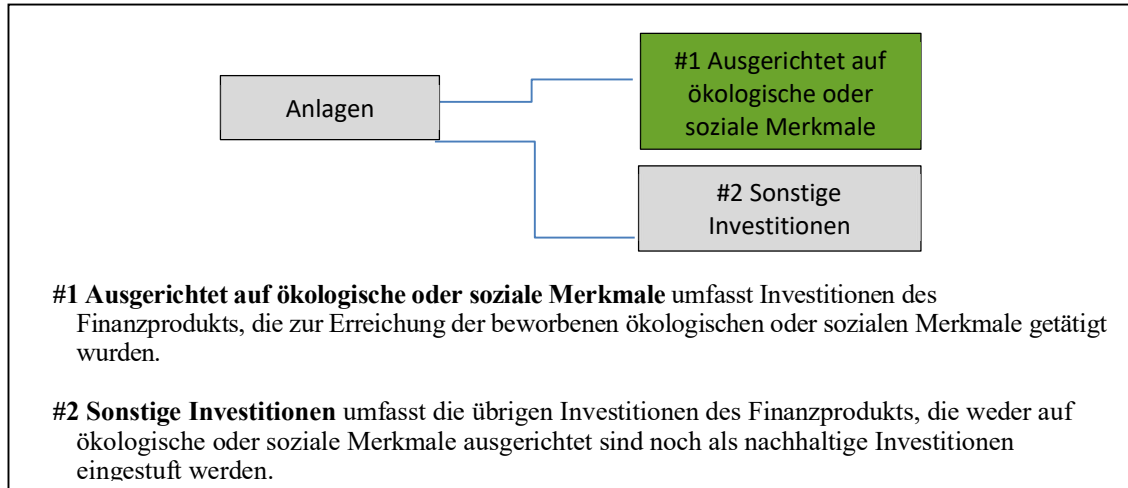 Anlagen
#1 Ausgerichtet auf
ökologische oder
soziale Merkmale
#2 Sonstige
Investitionen
#1 Ausgerichtet auf ökologische oder soziale Merkmale umfasst Investitionen des
Finanzprodukts, die zur Erreichung der beworbenen ökologischen oder sozialen Merkmale getätigt
wurden.
#2 Sonstige Investitionen umfasst die übrigen Investitionen des Finanzprodukts, die weder auf
ökologische oder soziale Merkmale ausgerichtet sind noch als nachhaltige Investitionen
eingestuft werden.